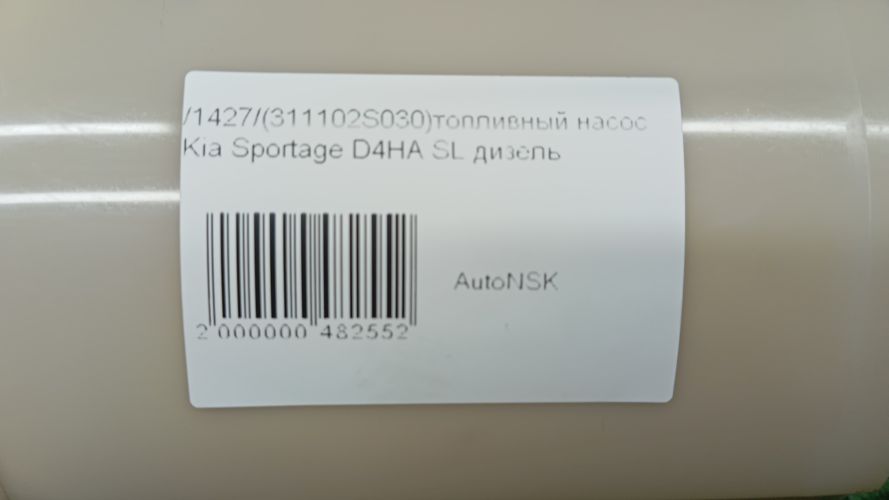 /1427/(311102S030)топливный насос
Kia Sportage D4HA SL дизель
AutoNSK
2 000000 482552